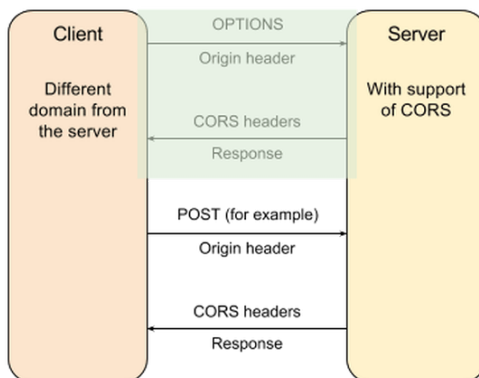 Client
Different
domain from
the server
OPTIONS
Origin header
CORS headers
Response
POST (for example)
Origin header
CORS headers
Response
Server
With support
of CORS